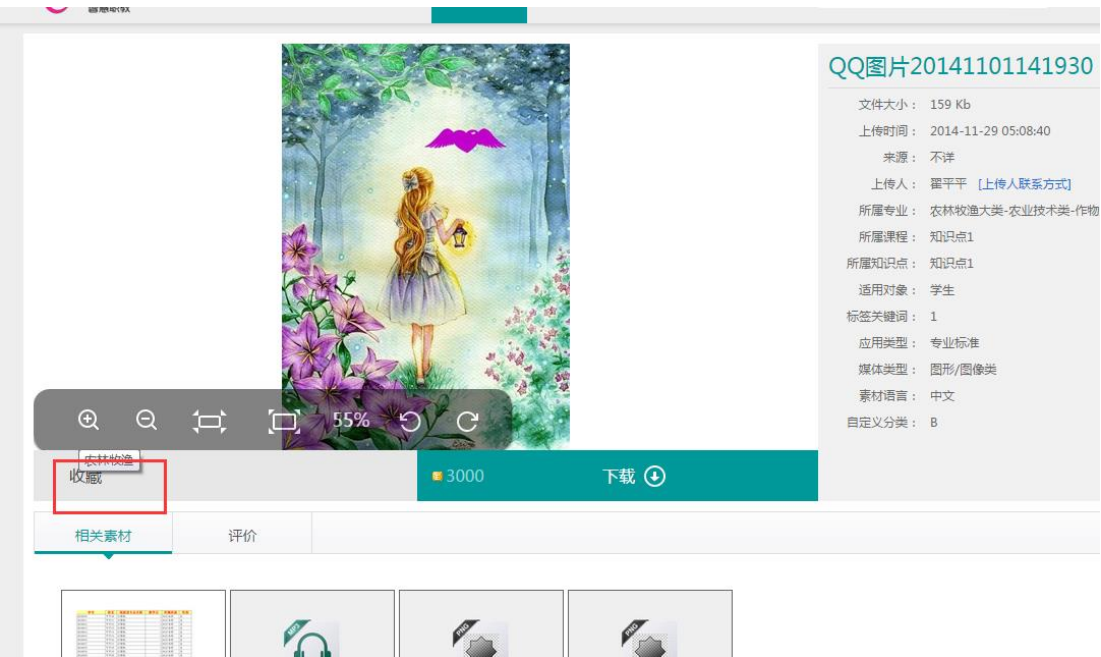 智慧职教
QQ图片20141101141930
文件大小： 159 Kb
上传时间： 2014-11-29 05:08:40
来源： 不详
上传人： 翟平平 [上传人联系方式]
所属专业： 农林牧渔大类-农业技术类-作物
所属课程： 知识点1
所属知识点： 知识点1
适用对象： 学生
标签关键词： 1
应用类型： 专业标准
媒体类型： 图形/图像类
素材语言： 中文
自定义分类： B
55%
农林牧渔
收藏
3000
下载
相关素材
评价
MP3
PNG
PNG